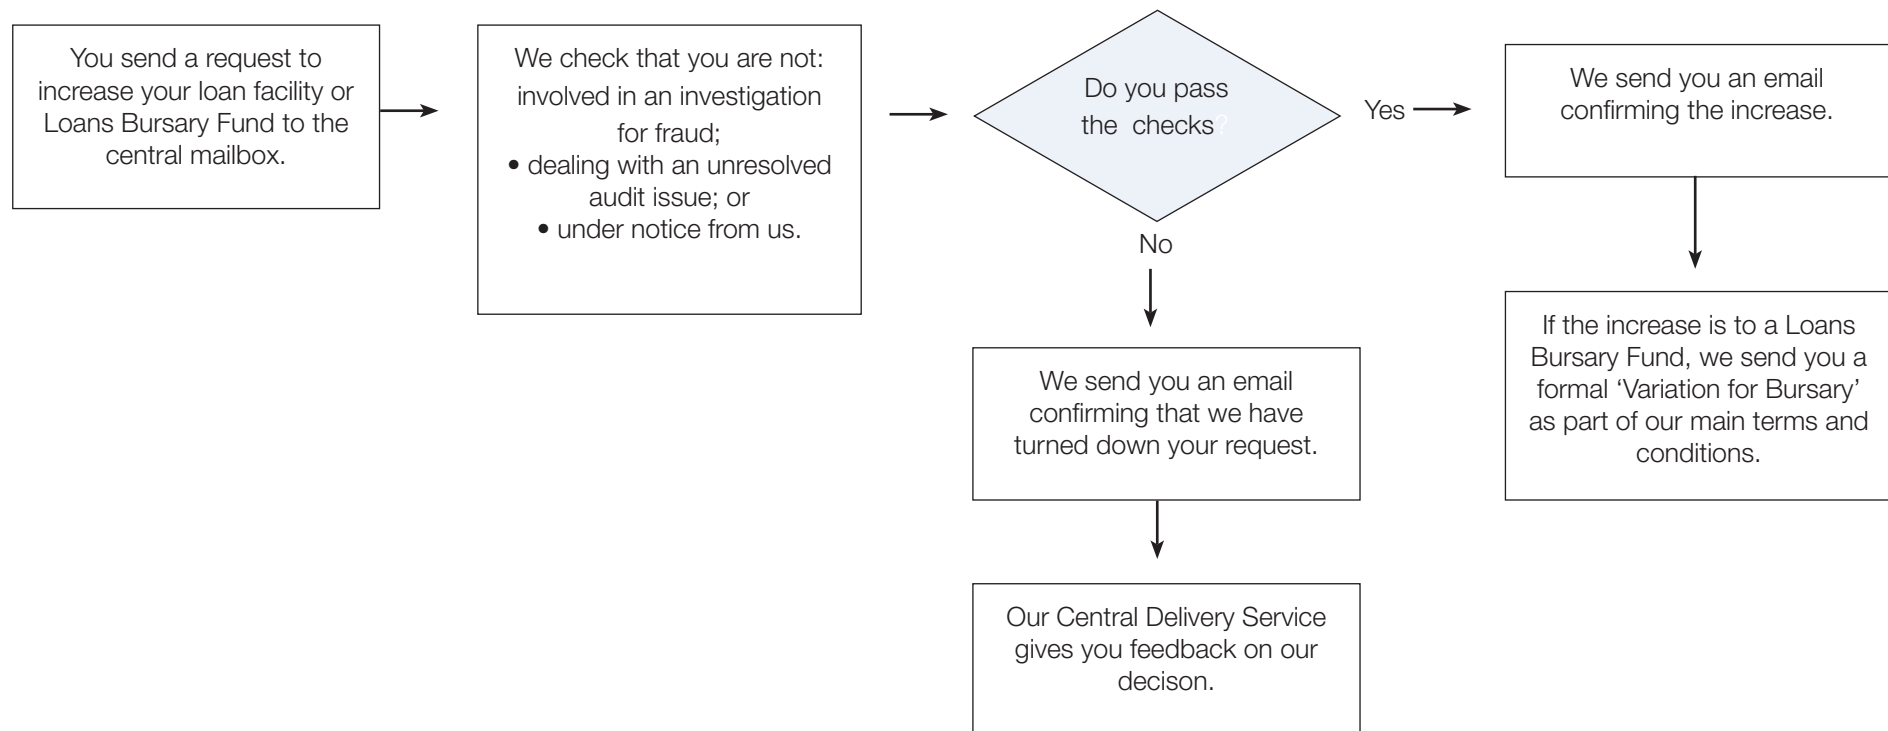 You send a request to
increase your loan facility or
Loans Bursary Fund to the
central mailbox.
We check that you are not:
involved in an investigation
for fraud;
• dealing with an unresolved
audit issue; or
• under notice from us.
Do you pass
the checks?
Yes
We send you an email
confirming the increase.
If the increase is to a Loans
Bursary Fund, we send you a
formal ‘Variation for Bursary’
as part of our main terms and
conditions.
No
We send you an email
confirming that we have
turned down your request.
Our Central Delivery Service
gives you feedback on our
decison.